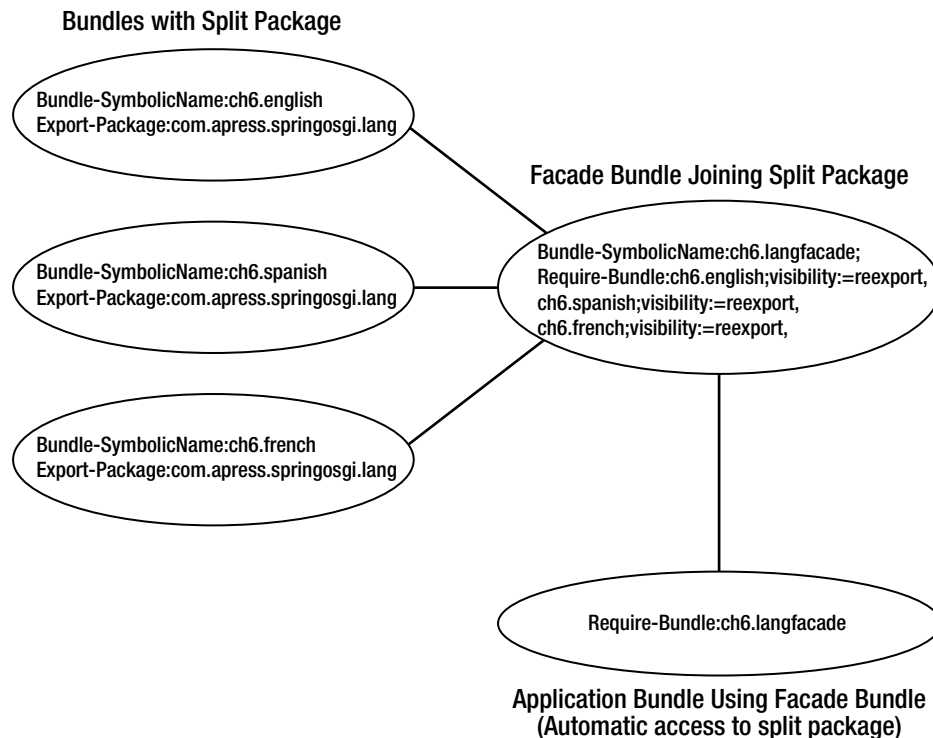 Bundles with Split Package
Bundle-SymbolicName:ch6.english
Export-Package:com.apress.springosgi.lang
Facade Bundle Joining Split Package
Bundle-SymbolicName:ch6.langfacade;
Require-Bundle:ch6.english;visibility:=reexport,
ch6.spanish;visibility:=reexport,
ch6.french;visibility:=reexport,
Bundle-SymbolicName:ch6.spanish
Export-Package:com.apress.springosgi.lang
Bundle-SymbolicName:ch6.french
Export-Package:com.apress.springosgi.lang
Require-Bundle:ch6.langfacade
Application Bundle Using Facade Bundle
(Automatic access to split package)